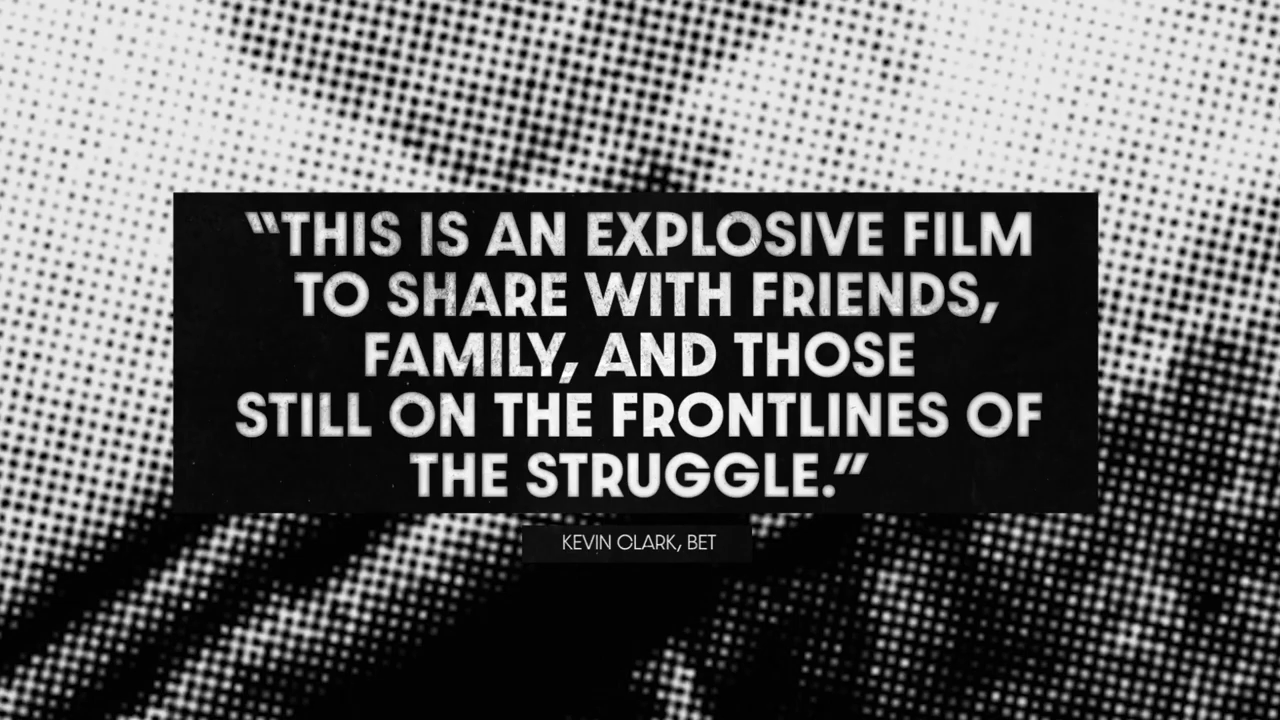 “THIS IS AN EXPLOSIVE FILM
TO SHARE WITH FRIENDS,
FAMILY, AND THOSE
STILL ON THE FRONTLINES OF
THE STRUGGLE.”
KEVIN CLARK, BET